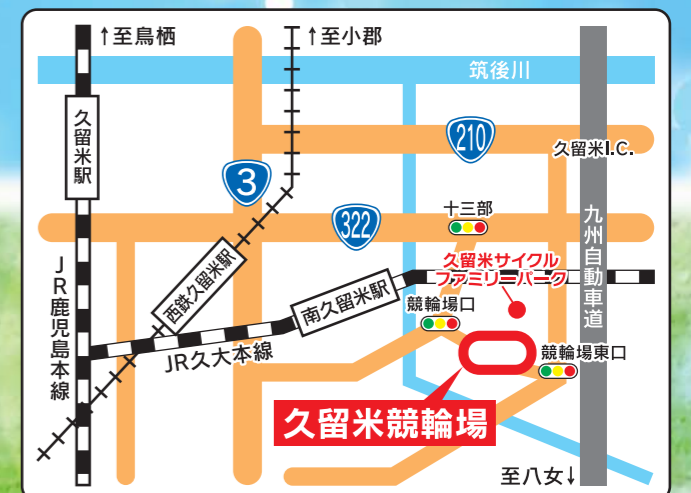 ↑至鳥栖
↑至小郡
筑後川
久留米駅
210
久留米I.C.
3
322
十三部
九州自動車道
西鉄久留米駅
久留米サイクル
ファミリーパーク
JR鹿児島本線
南久留米駅
競輪場口
JR久大本線
競輪場東口
久留米競輪場
至八女↓